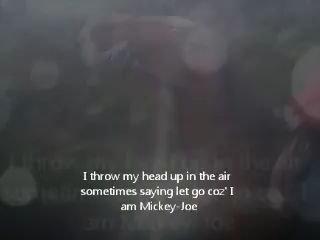 I throw my head up in the air
sometimes saying let go coz' I
am Mickey-Joe